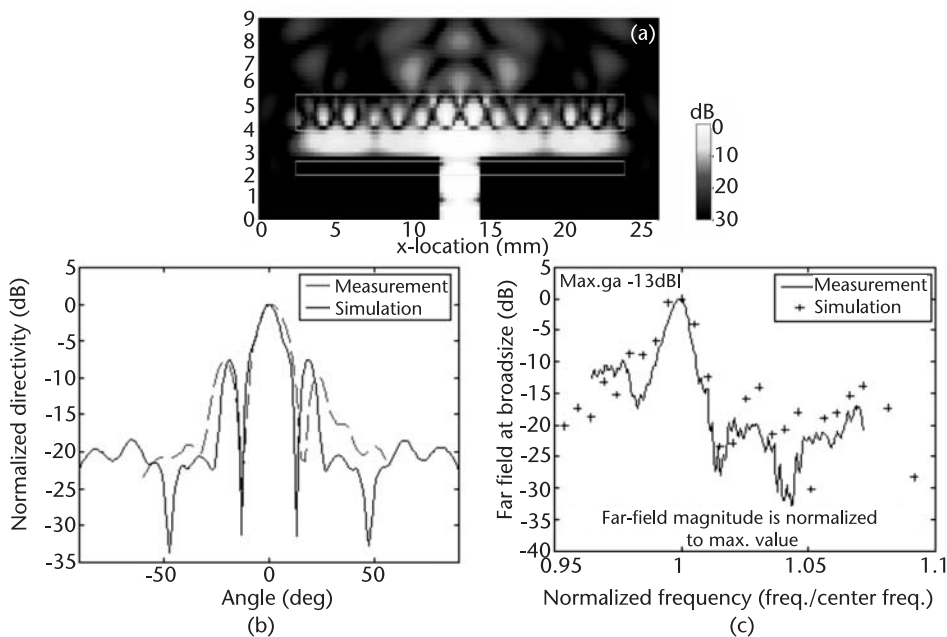 (a)
9
8
7
6
5
4
3
2
1
0
0 5 10 15 20 25
x-location (mm)
dB
0
10
20
30
Normalized directivity (dB)
5
0
-5
-10
-15
-20
-25
-30
-35
-50 0 50
Angle (deg)
Measurement
Simulation
(b)
Far field at broadsize (dB)
5
0
-5
-10
-15
-20
-25
-30
-35
-40
0.95 1 1.05 1.1
Normalized frequency (freq./center freq.)
Max.ga -13dBI
Measurement
Simulation
Far-field magnitude is normalized
to max. value
(c)